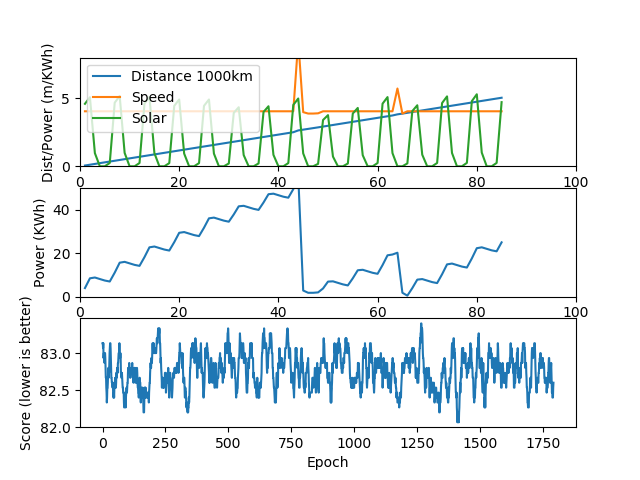 Dist/Power (m/KWh)
5
0
Distance 1000km
Speed
Solar
0 20 40 60 80 100
Power (KWh)
40
20
0
0 20 40 60 80 100
Score (lower is better)
83.0
82.5
82.0
0 250 500 750 1000 1250 1500 1750
Epoch